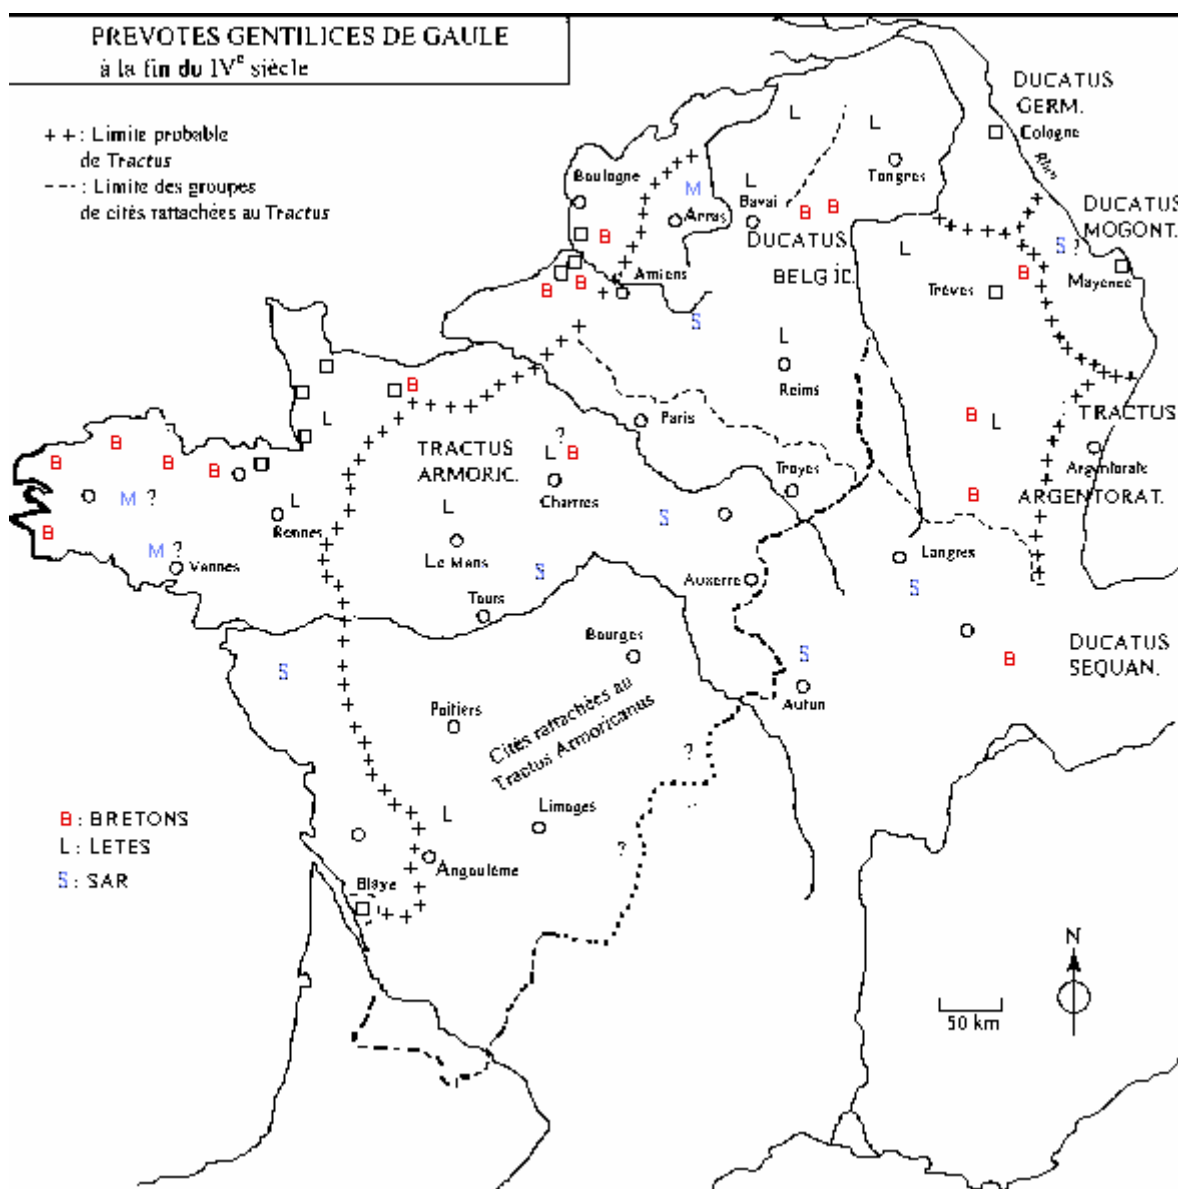 PREVOTES GENTILICES DE GAULE
à la fin du IVe siècle
++ : Limite probable
de Tractus
---- : Limite des groupes
de cités rattachées au Tractus
DUCATUS
GERM.
Cologne
Rhin
L
L
Boulogne
M
L
Bavai
Tongres
Arras
B
B
B
DUCATUS
MOGONT.
DUCATUS
BELGIC.
L
S ?
B
Mayence
Amiens
B
B
Trèves
S
L
Reims
B
L
Paris
B
L
TRACTUS
ARGENTORAT.
Argentorate
TRACTUS
ARMORIC.
?
L
B
Chartres
Troyes
B
B
B
B
B
B
M ?
M ?
Vannes
L
Rennes
L
Le Mans
S
S
Auxerre
Langres
S
Tours
Bourges
S
Autun
B
DUCATUS
SEQUAN.
S
Poitiers
Cités rattachées au
Tractus Armoricanus
?
?
L
Limoges
Angoulème
Blaye
B : BRETONS
L : LETES
S : SAR
N
50 km